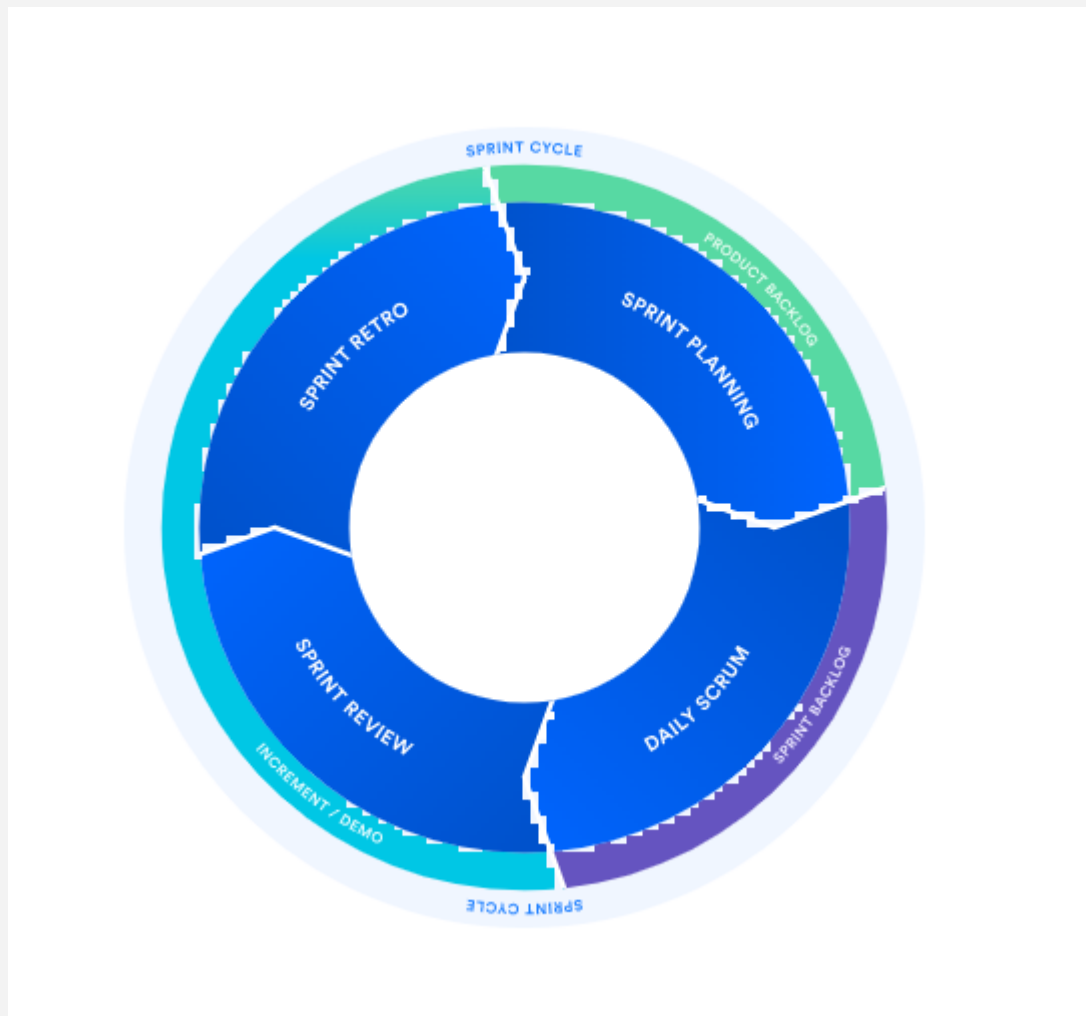 SPRINT CYCLE
PRODUCT BACKLOG
SPRINT PLANNING
SPRINT RETRO
DAILY SCRUM
SPRINT BACKLOG
SPRINT REVIEW
INCREMENT / DEMO
SPRINT CYCLE